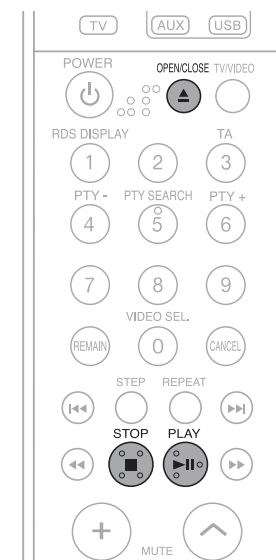 TV AUX USB
POWER OPEN/CLOSE TV/VIDEO
RDS DISPLAY TA
1 2 3
PTY - PTY SEARCH PTY +
4 5 6
7 8 9
VIDEO SEL.
REMAIN 0 CANCEL
STEP REPEAT
STOP PLAY
MUTE